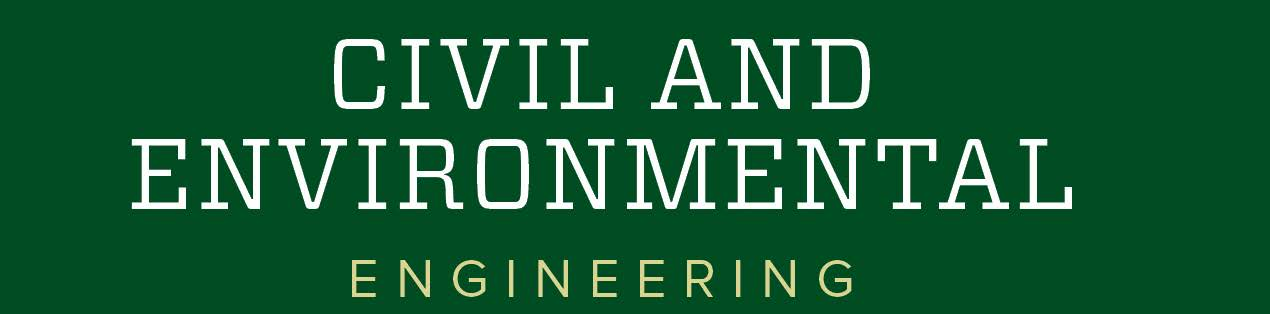 CIVIL AND
ENVIRONMENTAL
ENGINEERING